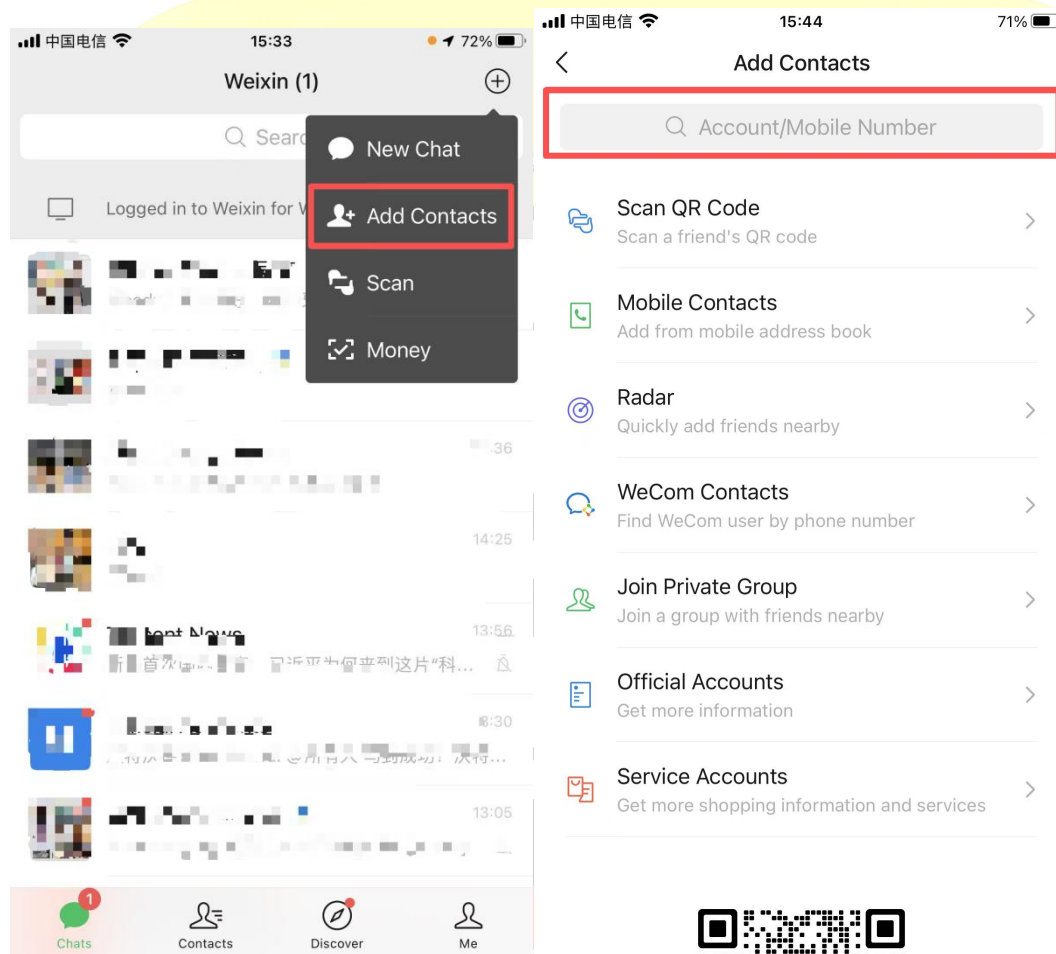 中国电信
15:33
72%
Weixin (1)
Logged in to Weixin for
New Chat
Add Contacts
Scan
Money
14:25
13:56
13:05
1
Chats
Contacts
Discover
Me
中国电信
15:44
71%
Add Contacts
Account/Mobile Number
Scan QR Code
Scan a friend's QR code
Mobile Contacts
Add from mobile address book
Radar
Quickly add friends nearby
WeCom Contacts
Find WeCom user by phone number
Join Private Group
Join a group with friends nearby
Official Accounts
Get more information
Service Accounts
Get more shopping information and services